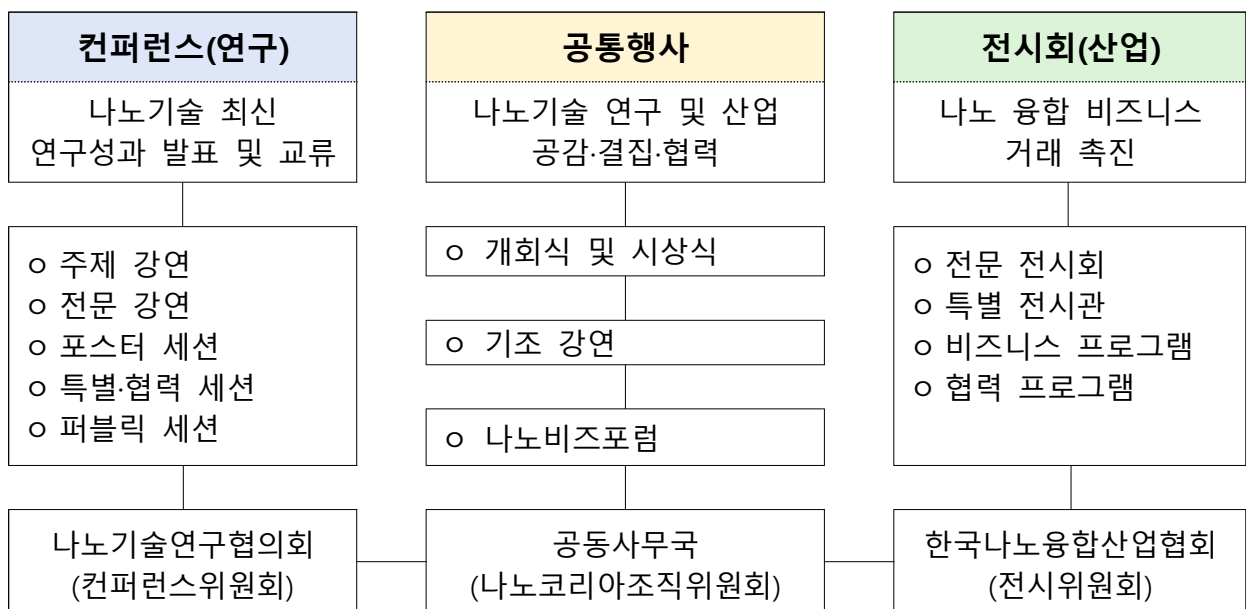 컨퍼런스(연구)
나노기술 최신
연구성과 발표 및 교류
ㅇ 주제 강연
ㅇ 전문 강연
ㅇ 포스터 세션
ㅇ 특별·협력 세션
ㅇ 퍼블릭 세션
나노기술연구협의회
(컨퍼런스위원회)
공통행사
나노기술 연구 및 산업
공감·결집·협력
ㅇ 개회식 및 시상식
ㅇ 기조 강연
ㅇ 나노비즈포럼
공동사무국
(나노코리아조직위원회)
전시회(산업)
나노 융합 비즈니스
거래 촉진
ㅇ 전문 전시회
ㅇ 특별 전시관
ㅇ 비즈니스 프로그램
ㅇ 협력 프로그램
한국나노융합산업협회
(전시위원회)